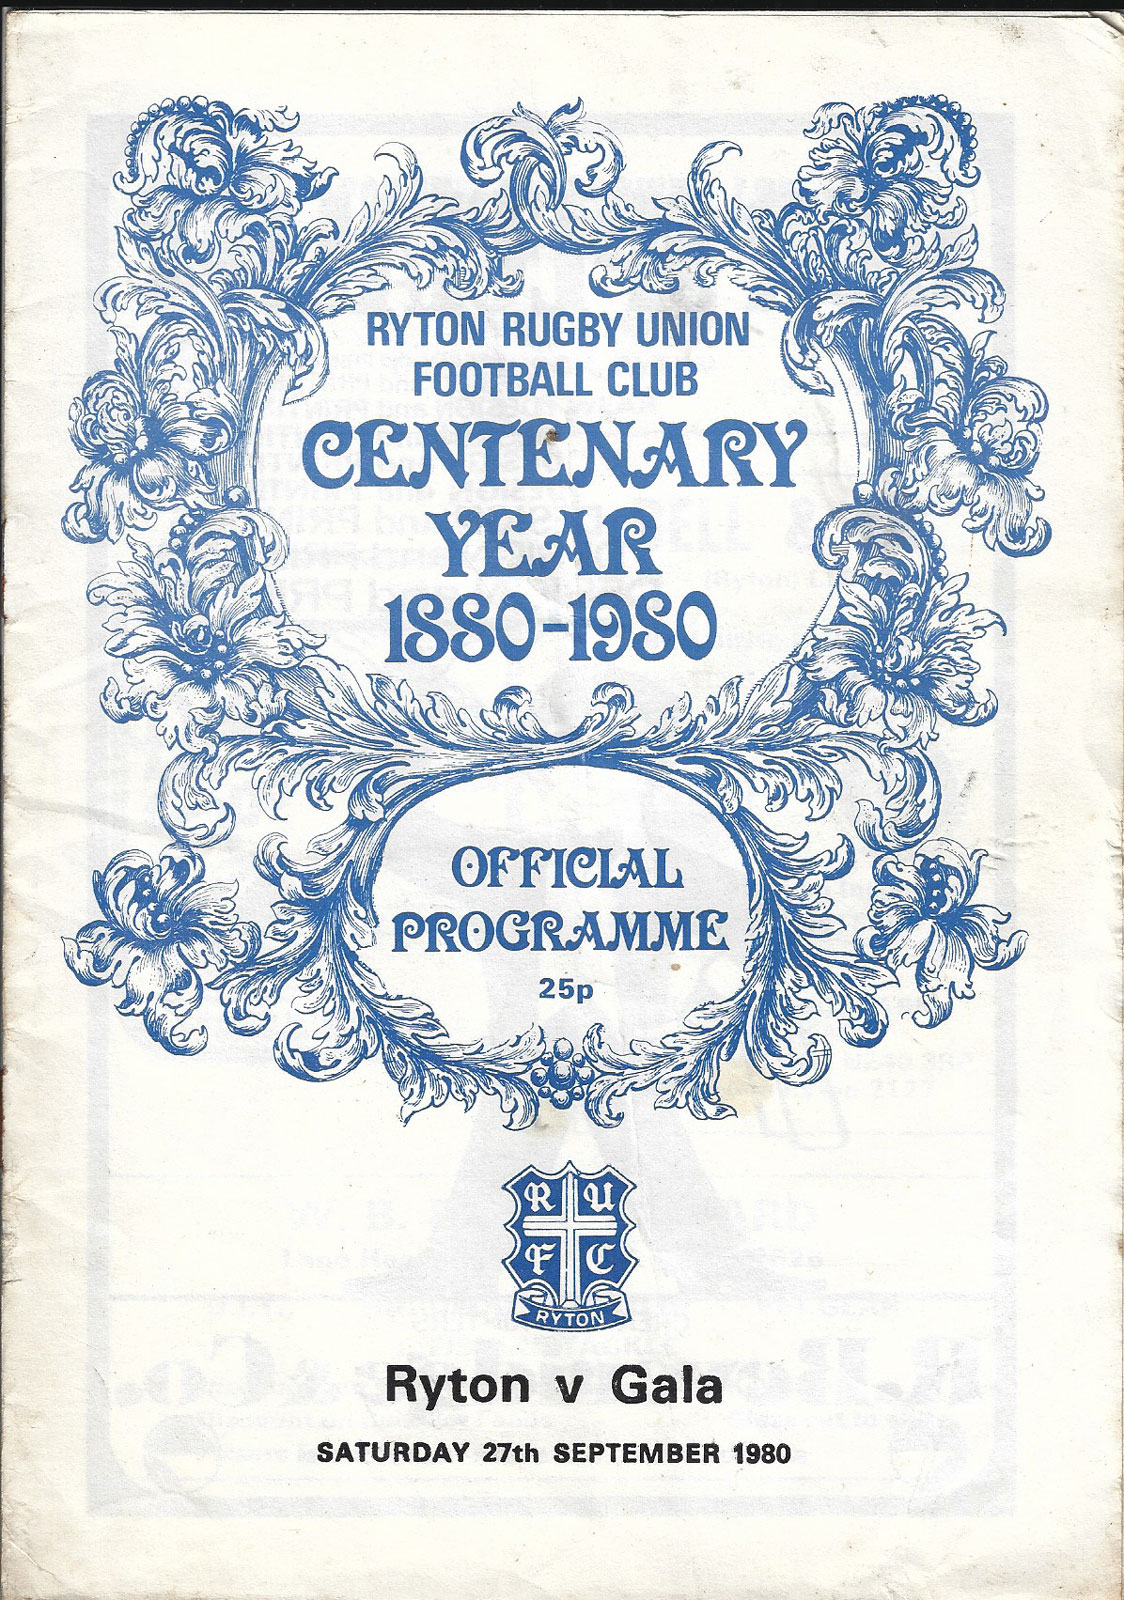 RYTON RUGBY UNION
FOOTBALL CLUB
CENTENARY
YEAR
1880-1980
OFFICIAL
PROGRAMME
25p
R U
F C
RYTON
Ryton v Gala
SATURDAY 27th SEPTEMBER 1980